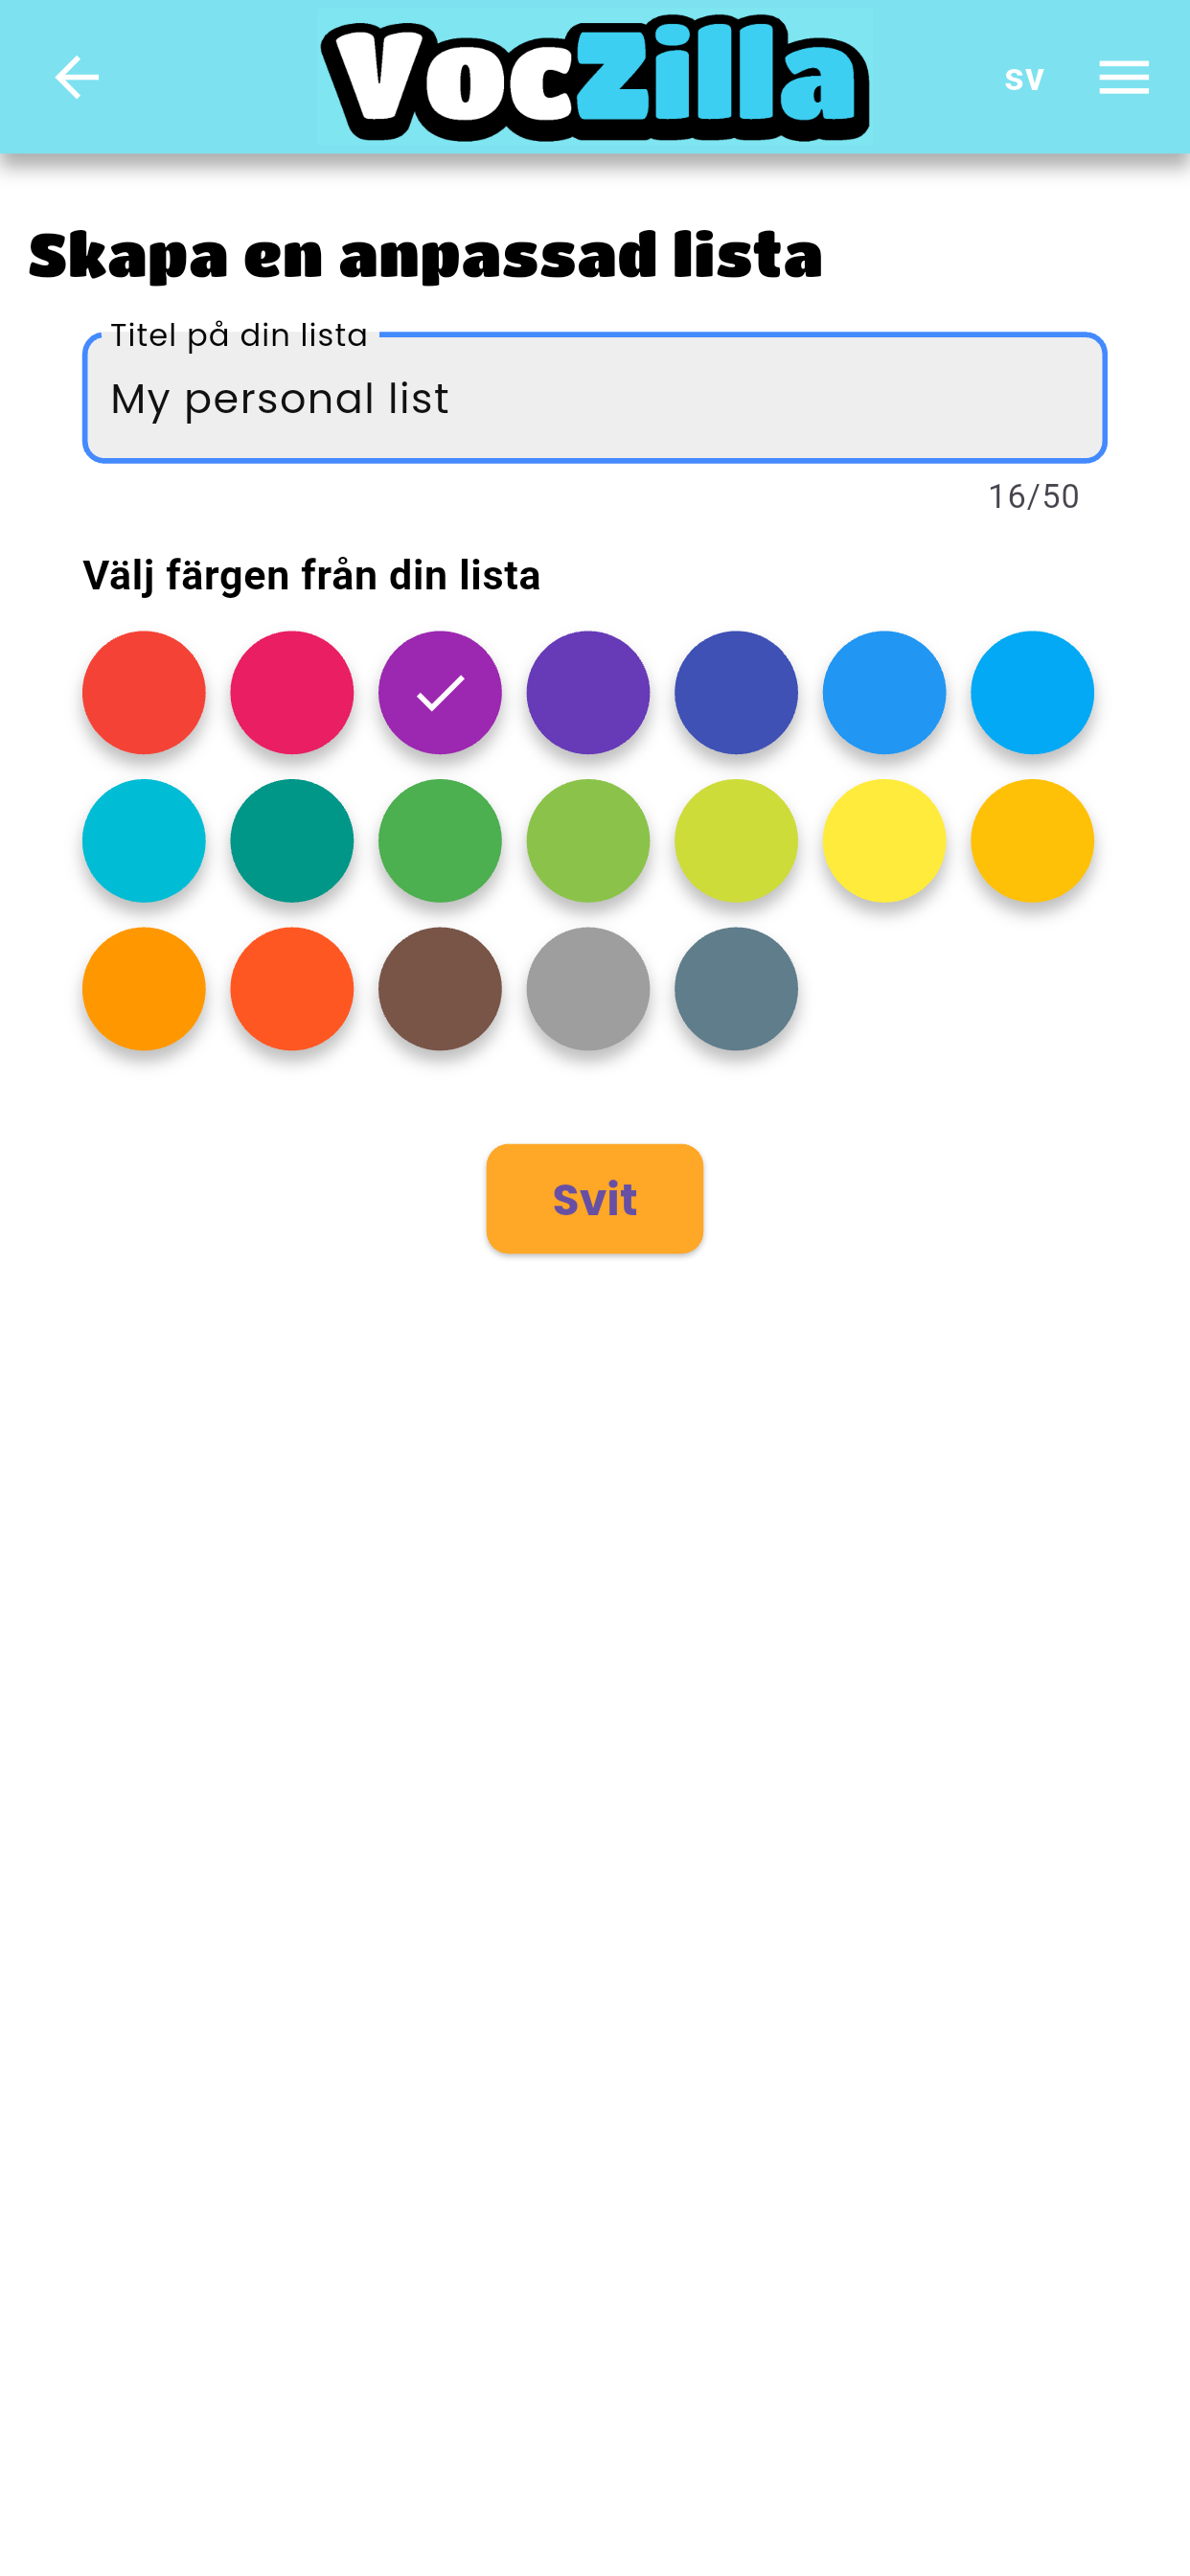 VocZilla
sv
Skapa en anpassad lista
Titel på din lista
My personal list
16/50
Välj färgen från din lista
Svit